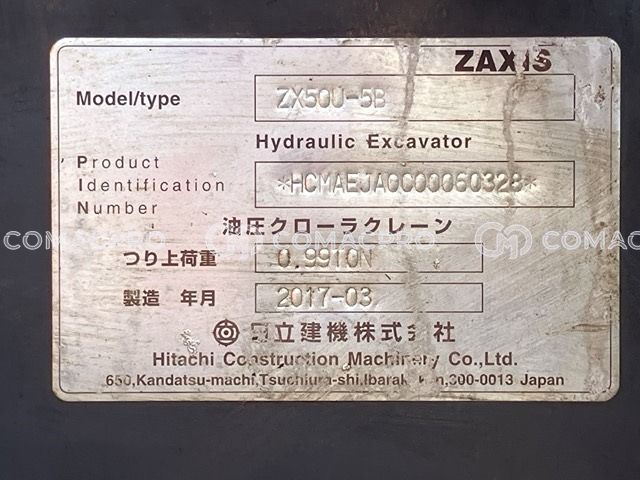 ZAXIS
Model/type ZX50U-5B
Hydraulic Excavator
Product
Identification *HCMAEJA0C00060328*
Number
油圧クローラクレーン
COMACPRO COMACPRO COMACPRO
つり上荷重 0.99TON
製造 年月 2017-03
日立建機株式会社
Hitachi Construction Machinery Co.,Ltd.
650,Kandatsu-machi,Tsuchiura-shi,Ibaraki 300-0013 Japan